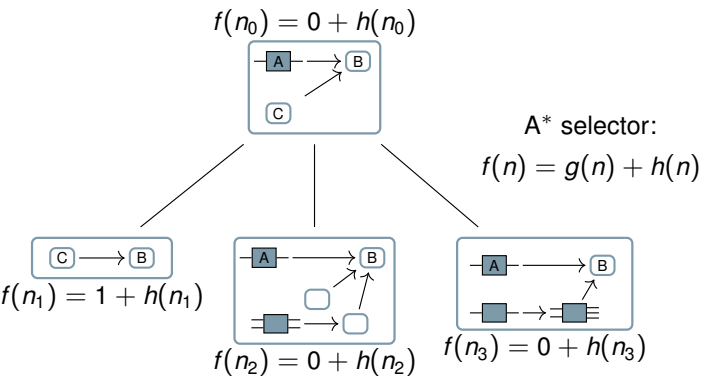 f(n₀) = 0 + h(n₀)
A
B
C
A* selector:
f(n) = g(n) + h(n)
C
B
f(n₁) = 1 + h(n₁)
A
B
f(n₂) = 0 + h(n₂)
A
B
f(n₃) = 0 + h(n₃)